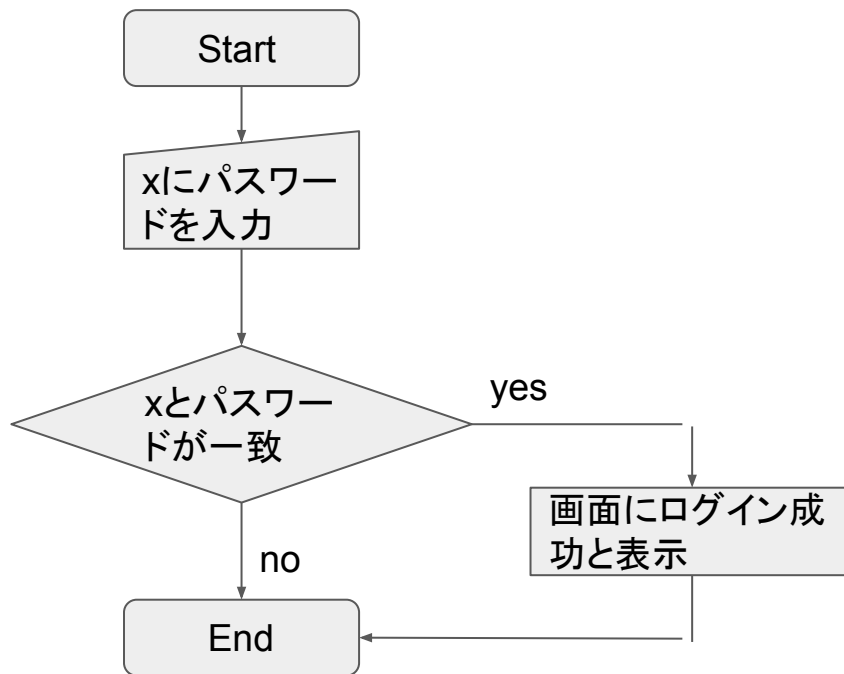 Start
xにパスワー
ドを入力
xとパスワー
ドが一致
yes
画面にログイン成
功と表示
no
End